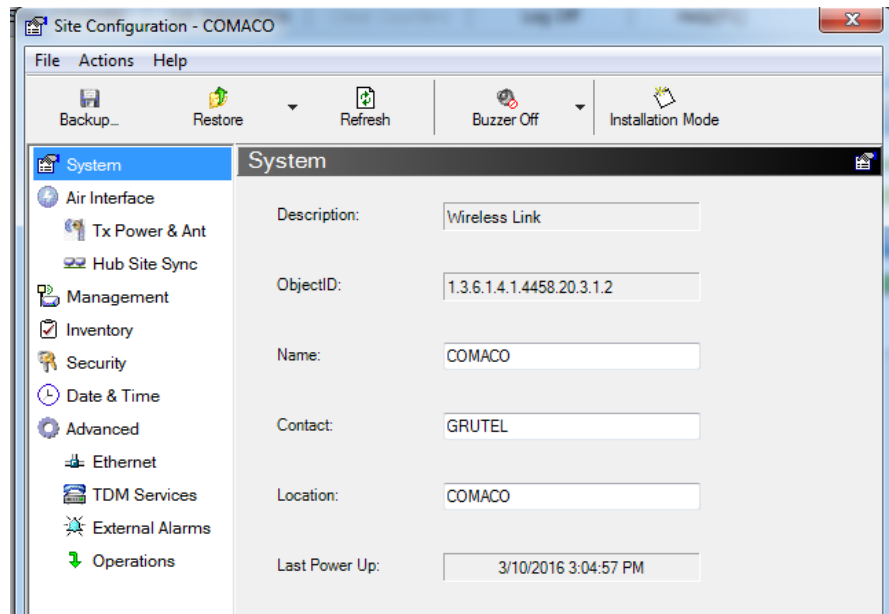 Site Configuration - COMACO
File Actions Help
Backup... Restore Refresh Buzzer Off Installation Mode
System
System
Air Interface
Tx Power & Ant
Hub Site Sync
Management
Inventory
Security
Date & Time
Advanced
Ethernet
TDM Services
External Alarms
Operations
Description: Wireless Link
ObjectID: 1.3.6.1.4.1.4458.20.3.1.2
Name: COMACO
Contact: GRUTEL
Location: COMACO
Last Power Up: 3/10/2016 3:04:57 PM